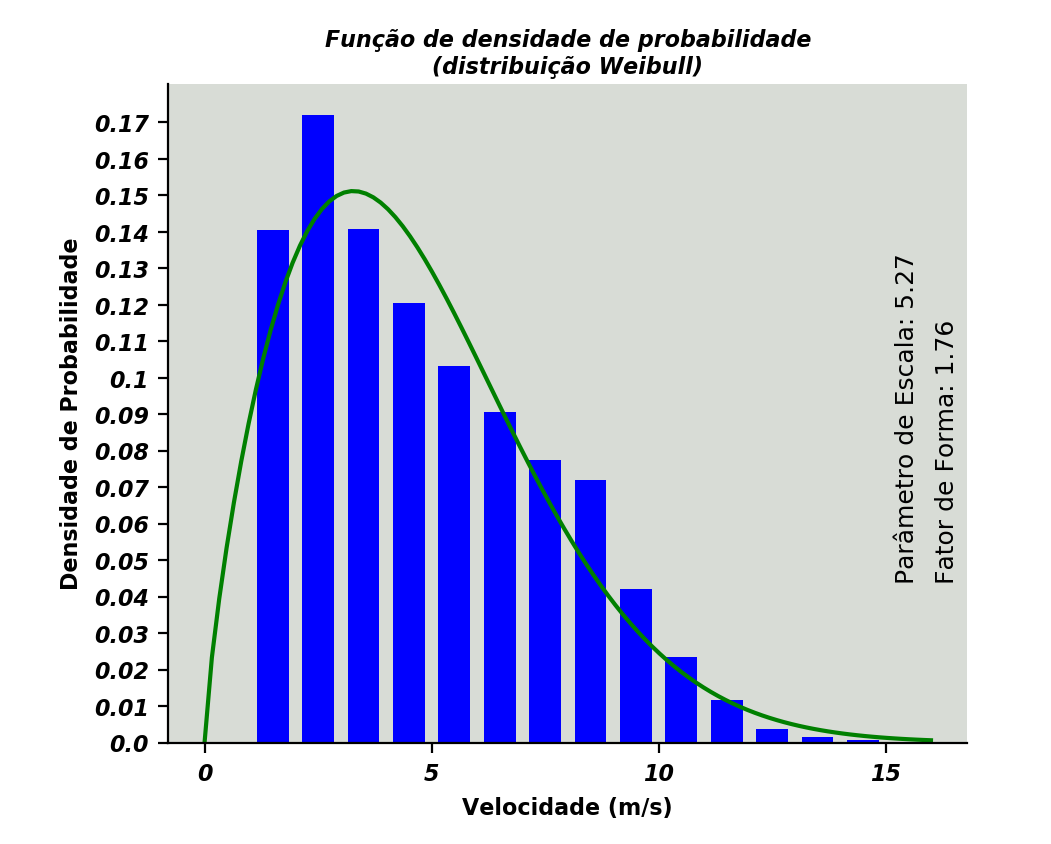 Função de densidade de probabilidade
(distribuição Weibull)
0.17
0.16
0.15
0.14
0.13
0.12
0.11
0.1
0.09
0.08
0.07
0.06
0.05
0.04
0.03
0.02
0.01
0.0
Densidade de Probabilidade
Parâmetro de Escala: 5.27
Fator de Forma: 1.76
0 5 10 15
Velocidade (m/s)